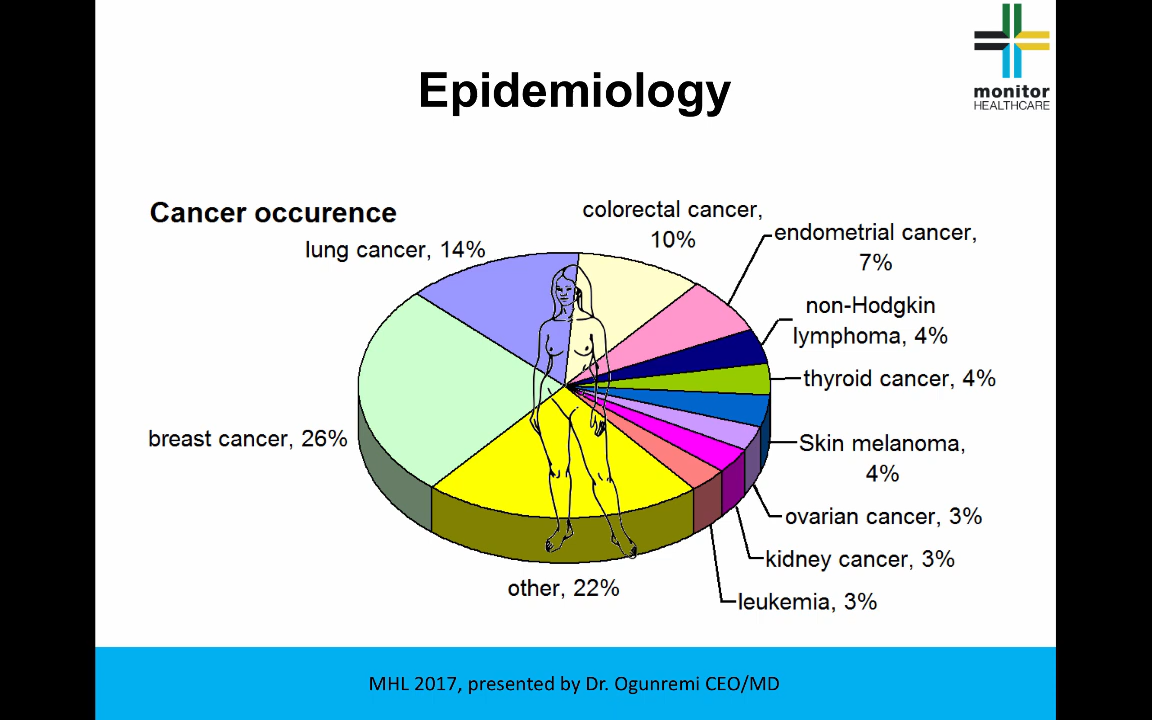 monitor
HEALTHCARE
Epidemiology
Cancer occurence
lung cancer, 14%
colorectal cancer,
10%
endometrial cancer,
7%
non-Hodgkin
lymphoma, 4%
thyroid cancer, 4%
Skin melanoma,
4%
ovarian cancer, 3%
kidney cancer, 3%
leukemia, 3%
other, 22%
breast cancer, 26%
MHL 2017, presented by Dr. Ogunremi CEO/MD